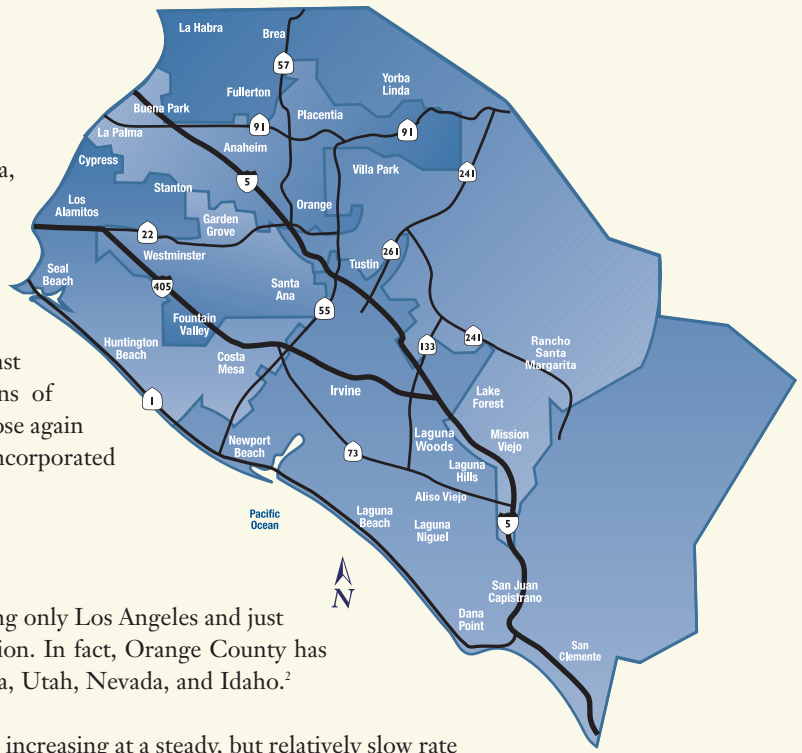 La Habra
Brea
57
Fullerton
Yorba
Linda
Buena Park
Placentia
La Palma
91
91
Anaheim
Cypress
Villa Park
a,
5
241
Stanton
Los
Alamitos
Orange
Garden
Grove
22
Westminster
261
Tustin
Seal
Beach
405
Santa
Ana
55
Fountain
Valley
Huntington
Beach
133
241
Rancho
Santa
Margarita
Costa
Mesa
ast
ns of
ose again
ncorporated
Irvine
1
Lake
Forest
Newport
Beach
Laguna
Woods
Mission
Viejo
73
Laguna
Hills
Aliso Viejo
Pacific
Ocean
Laguna
Beach
Laguna
Niguel
5
N
San Juan
Capistrano
Dana
Point
San
Clemente
ng only Los Angeles and just
ion. In fact, Orange County has
a, Utah, Nevada, and Idaho.2
increasing at a steady, but relatively slow rate